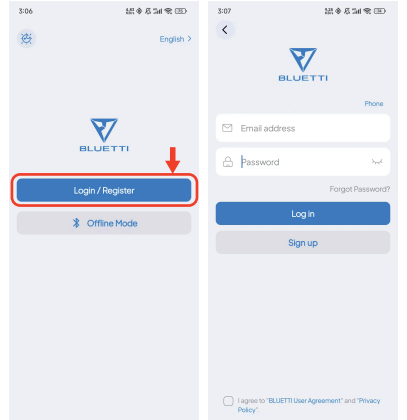 3:06
English >
BLUETTI
Login / Register
Offline Mode
3:07
BLUETTI
Phone
Email address
Password
Forgot Password?
Log in
Sign up
I agree to "BLUETTI User Agreement" and "Privacy
Policy".